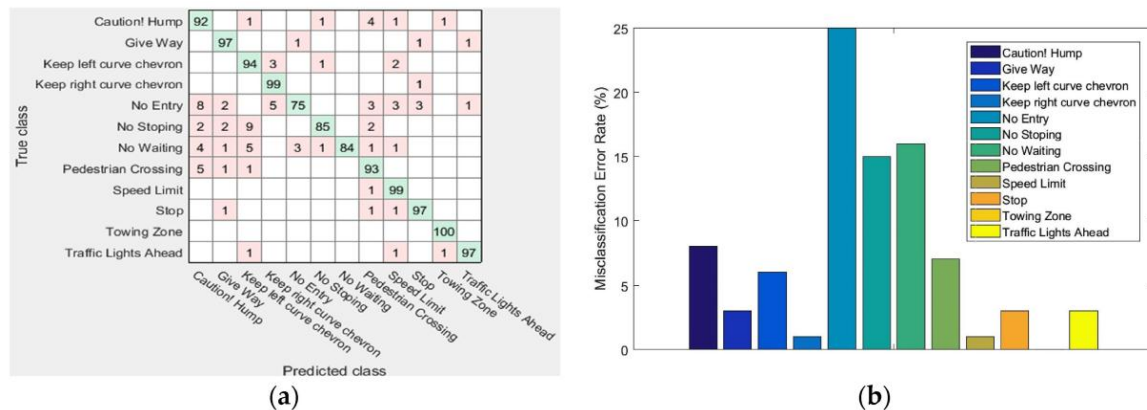 True class
Caution! Hump 92 1 1 4 1 1
Give Way 97 1 1 1
Keep left curve chevron 94 3 1 2
Keep right curve chevron 99 1
No Entry 8 2 5 75 3 3 3 1
No Stoping 2 2 9 85 2
No Waiting 4 1 5 3 1 84 1 1
Pedestrian Crossing 5 1 1 93
Speed Limit 1 99
Stop 1 1 1 97
Towing Zone 100
Traffic Lights Ahead 1 1 1 97
Caution! Hump
Give Way
Keep left curve chevron
Keep right curve chevron
No Entry
No Stoping
No Waiting
Pedestrian Crossing
Speed Limit
Stop
Towing Zone
Traffic Lights Ahead
Predicted class
(a)
Misclassification Error Rate (%)
25
20
15
10
5
0
Caution! Hump
Give Way
Keep left curve chevron
Keep right curve chevron
No Entry
No Stoping
No Waiting
Pedestrian Crossing
Speed Limit
Stop
Towing Zone
Traffic Lights Ahead
(b)